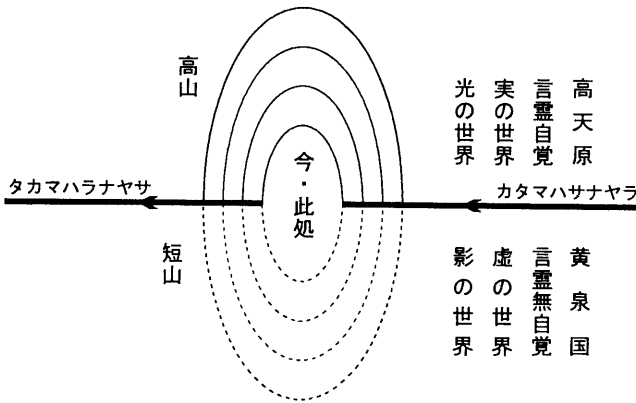 高天原
言霊自覚
実の世界
光の世界
高山
今・此処
カタマハサナヤラ
タカマハラナヤサ
黄泉国
言霊無自覚
虚の世界
影の世界
短山